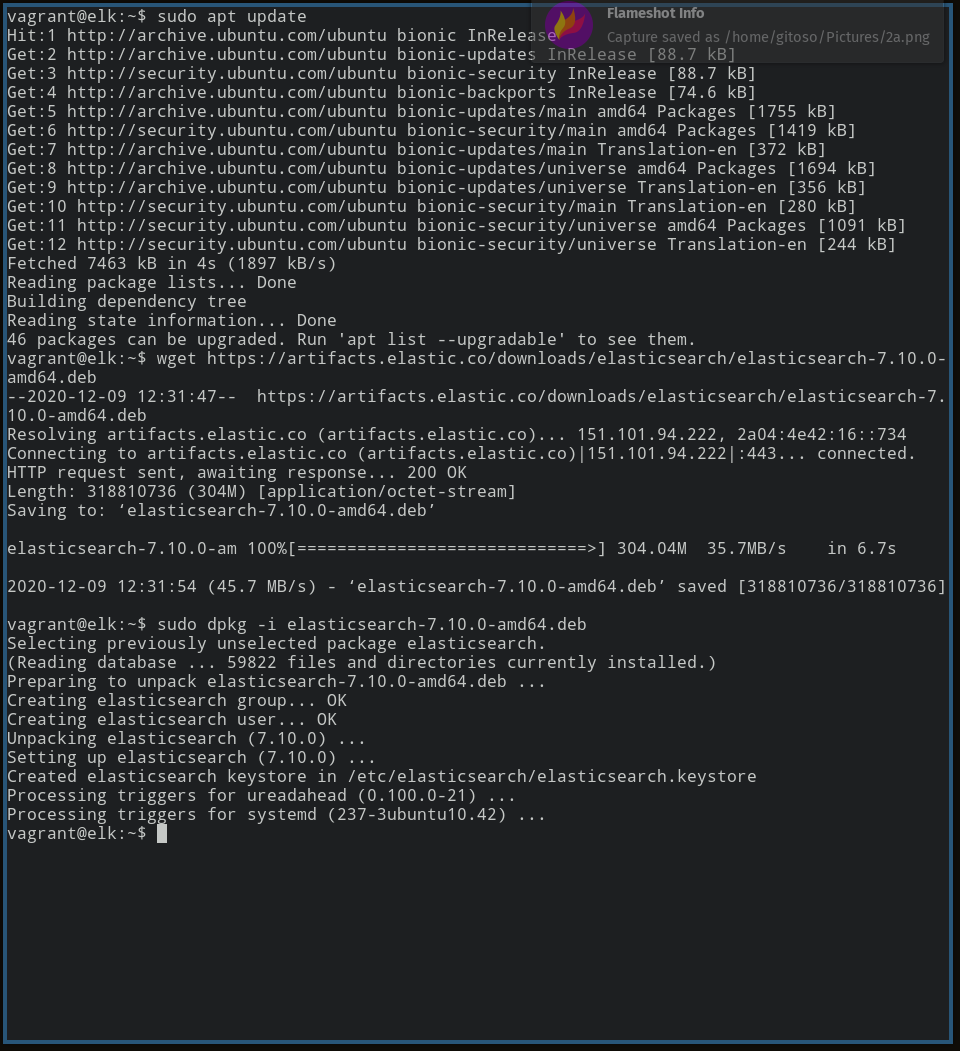 vagrant@elk:~$ sudo apt update
Flameshot Info
Hit:1 http://archive.ubuntu.com/ubuntu bionic InRelease
Capture saved as /home/gitoso/Pictures/2a.png
Get:2 http://archive.ubuntu.com/ubuntu bionic-updates InRelease [88.7 kB]
Get:3 http://security.ubuntu.com/ubuntu bionic-security InRelease [88.7 kB]
Get:4 http://archive.ubuntu.com/ubuntu bionic-backports InRelease [74.6 kB]
Get:5 http://archive.ubuntu.com/ubuntu bionic-updates/main amd64 Packages [1755 kB]
Get:6 http://security.ubuntu.com/ubuntu bionic-security/main amd64 Packages [1419 kB]
Get:7 http://archive.ubuntu.com/ubuntu bionic-updates/main Translation-en [372 kB]
Get:8 http://archive.ubuntu.com/ubuntu bionic-updates/universe amd64 Packages [1694 kB]
Get:9 http://archive.ubuntu.com/ubuntu bionic-updates/universe Translation-en [356 kB]
Get:10 http://security.ubuntu.com/ubuntu bionic-security/main Translation-en [280 kB]
Get:11 http://security.ubuntu.com/ubuntu bionic-security/universe amd64 Packages [1091 kB]
Get:12 http://security.ubuntu.com/ubuntu bionic-security/universe Translation-en [244 kB]
Fetched 7463 kB in 4s (1897 kB/s)
Reading package lists... Done
Building dependency tree
Reading state information... Done
46 packages can be upgraded. Run 'apt list --upgradable' to see them.
vagrant@elk:~$ wget https://artifacts.elastic.co/downloads/elasticsearch/elasticsearch-7.10.0-
amd64.deb
--2020-12-09 12:31:47--  https://artifacts.elastic.co/downloads/elasticsearch/elasticsearch-7.
10.0-amd64.deb
Resolving artifacts.elastic.co (artifacts.elastic.co)... 151.101.94.222, 2a04:4e42:16::734
Connecting to artifacts.elastic.co (artifacts.elastic.co)|151.101.94.222|:443... connected.
HTTP request sent, awaiting response... 200 OK
Length: 318810736 (304M) [application/octet-stream]
Saving to: ‘elasticsearch-7.10.0-amd64.deb’
elasticsearch-7.10.0-am 100%[=============================>] 304.04M  35.7MB/s    in 6.7s
2020-12-09 12:31:54 (45.7 MB/s) - ‘elasticsearch-7.10.0-amd64.deb’ saved [318810736/318810736]
vagrant@elk:~$ sudo dpkg -i elasticsearch-7.10.0-amd64.deb
Selecting previously unselected package elasticsearch.
(Reading database ... 59822 files and directories currently installed.)
Preparing to unpack elasticsearch-7.10.0-amd64.deb ...
Creating elasticsearch group... OK
Creating elasticsearch user... OK
Unpacking elasticsearch (7.10.0) ...
Setting up elasticsearch (7.10.0) ...
Created elasticsearch keystore in /etc/elasticsearch/elasticsearch.keystore
Processing triggers for ureadahead (0.100.0-21) ...
Processing triggers for systemd (237-3ubuntu10.42) ...
vagrant@elk:~$